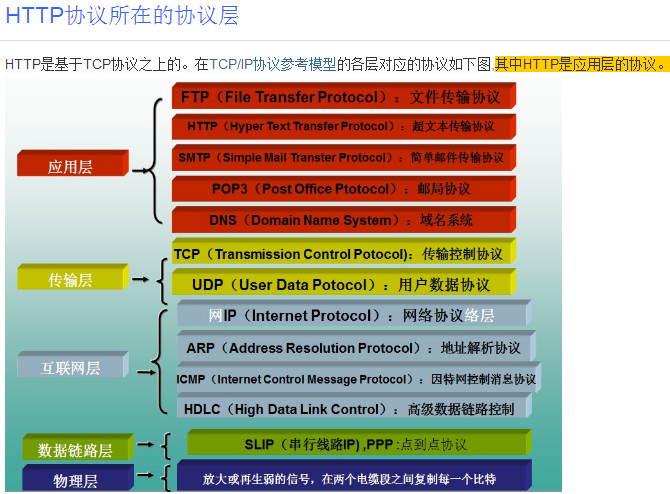 HTTP协议所在的协议层
HTTP是基于TCP协议之上的。在TCP/IP协议参考模型的各层对应的协议如下图,其中HTTP是应用层的协议。
应用层
FTP（File Transfer Protocol）：文件传输协议
HTTP（Hyper Text Transfer Protocol）：超文本传输协议
SMTP（Simple Mail Transter Protocol）：简单邮件传输协议
POP3（Post Office Ptotocol）：邮局协议
DNS（Domain Name System）：域名系统
传输层
TCP（Transmission Control Potocol)：传输控制协议
UDP（User Data Potocol）：用户数据协议
互联网层
网IP（Internet Protocol）：网络协议络层
ARP（Address Resolution Protocol）：地址解析协议
ICMP（Internet Control Message Protocol）：因特网控制消息协议
HDLC（High Data Link Control）：高级数据链路控制
数据链路层
SLIP（串行线路IP）,PPP :点到点协议
物理层
放大或再生弱的信号，在两个电缆段之间复制每一个比特